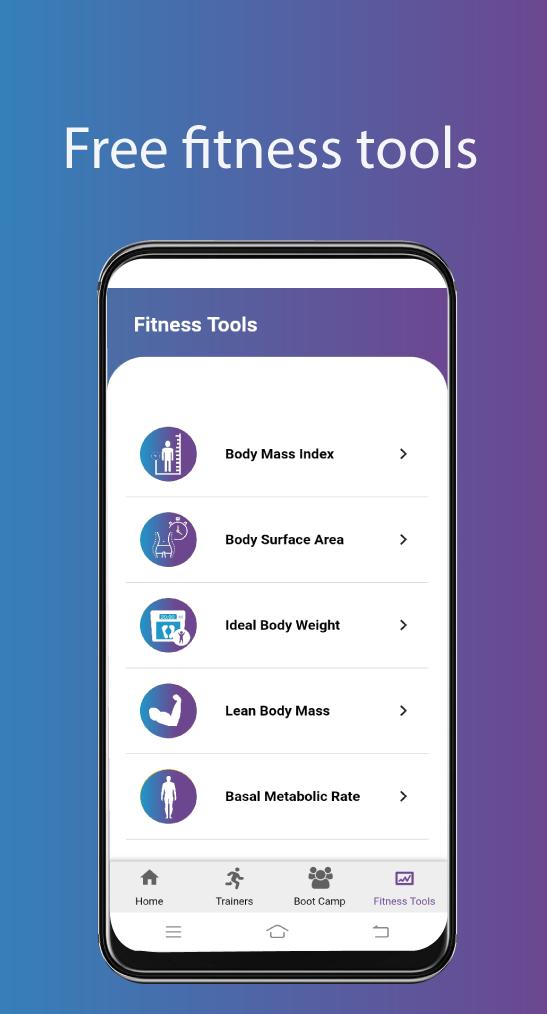 Free fitness tools
Fitness Tools
Body Mass Index
Body Surface Area
Ideal Body Weight
Lean Body Mass
Basal Metabolic Rate
Home Trainers Boot Camp Fitness Tools